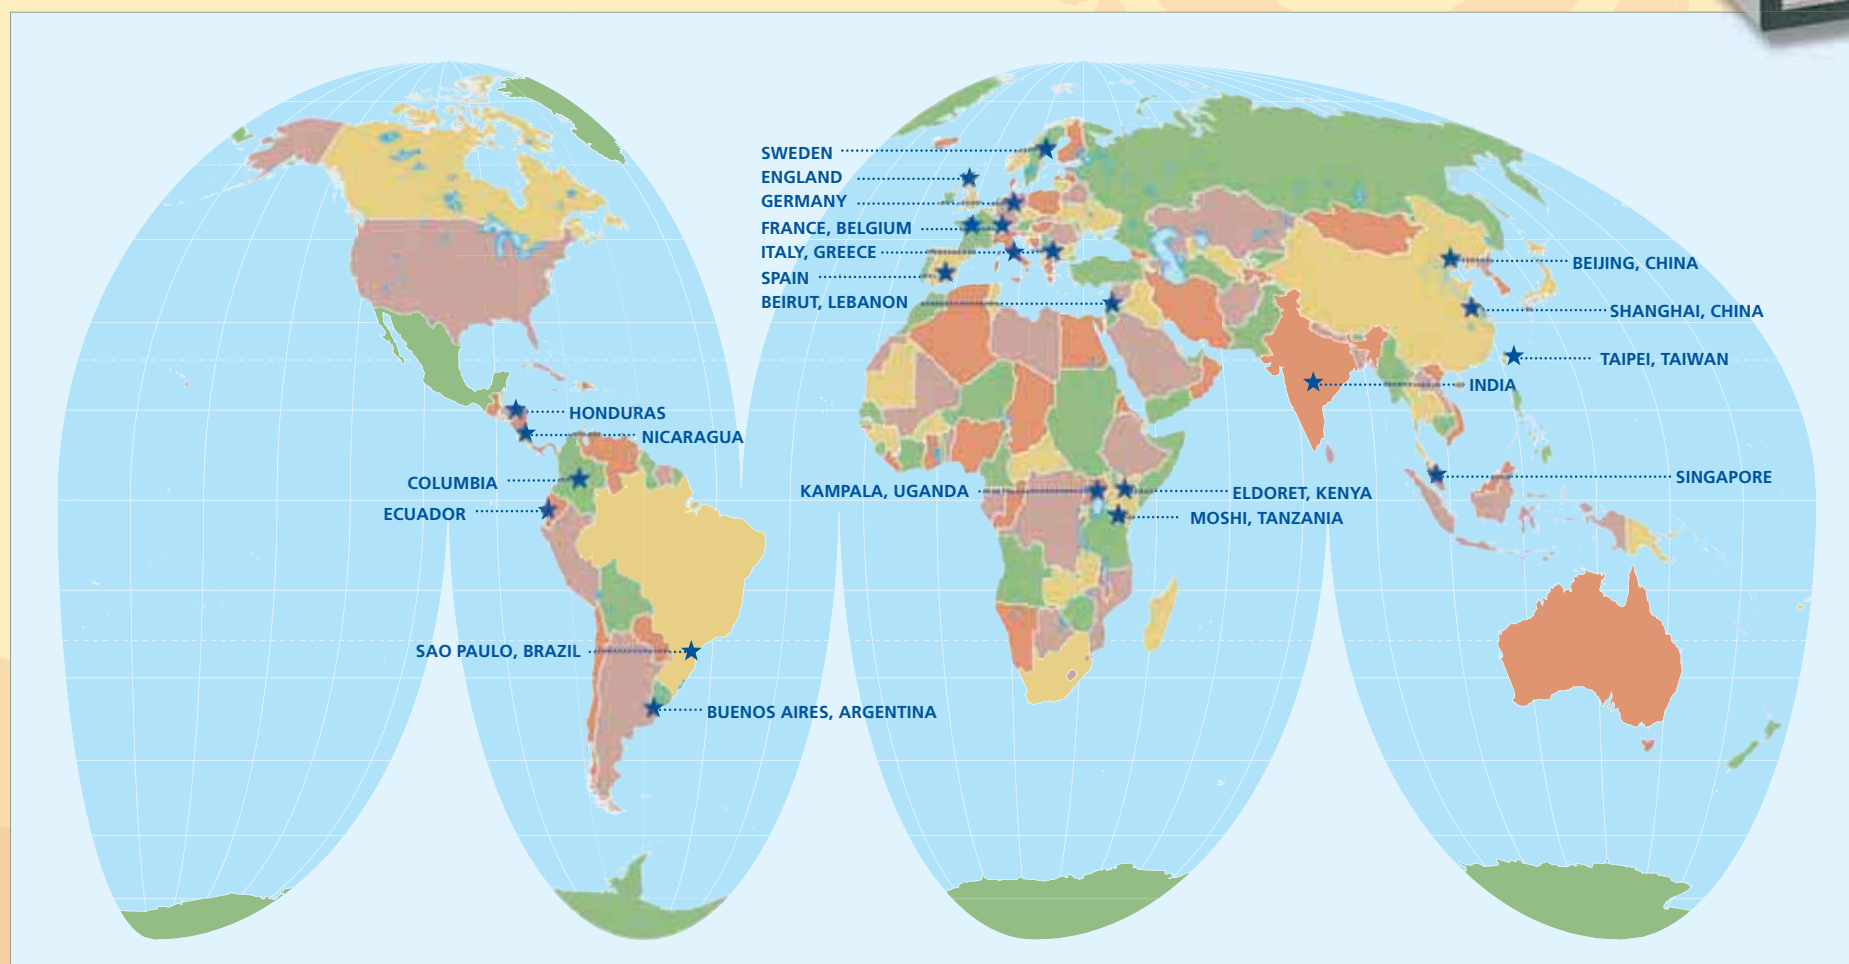 SWEDEN
ENGLAND
GERMANY
FRANCE, BELGIUM
ITALY, GREECE
SPAIN
BEIRUT, LEBANON
BEIJING, CHINA
SHANGHAI, CHINA
TAIPEI, TAIWAN
INDIA
HONDURAS
NICARAGUA
COLUMBIA
ECUADOR
KAMPALA, UGANDA
ELDORET, KENYA
MOSHI, TANZANIA
SINGAPORE
SAO PAULO, BRAZIL
BUENOS AIRES, ARGENTINA